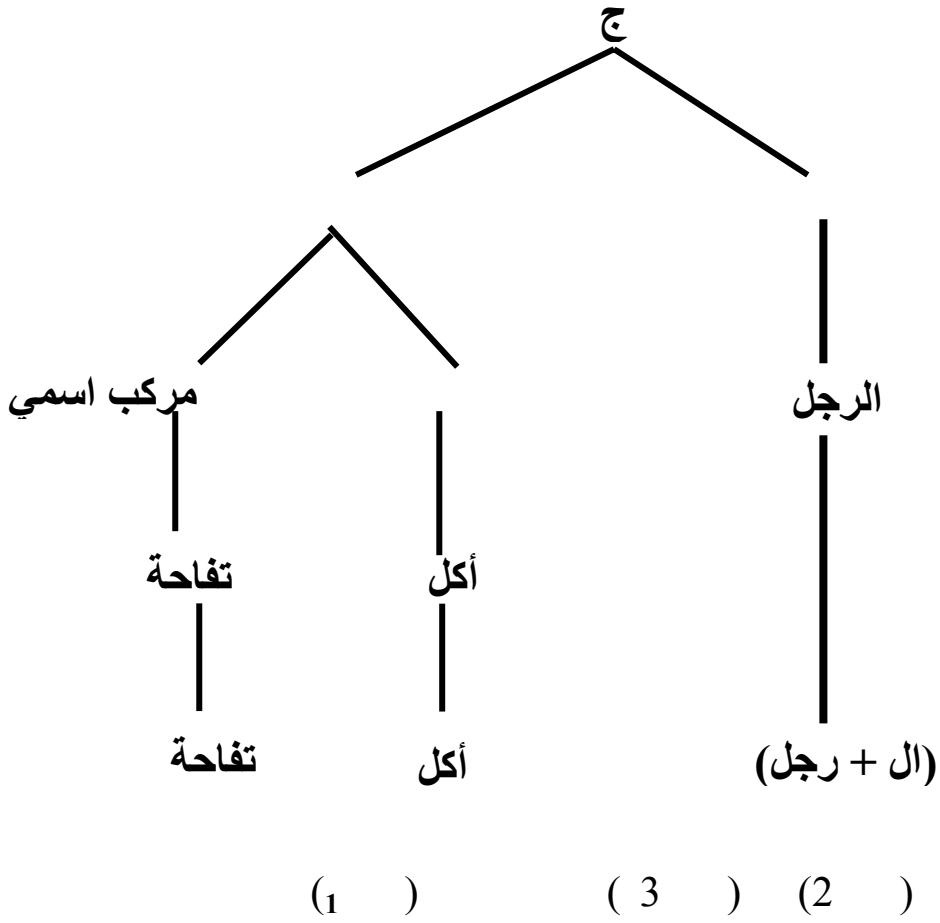 ج
الرجل
مركب اسمي
أكل
تفاحة
(ال + رجل)
أكل
تفاحة
(2 ) ( 3 ) (1 )